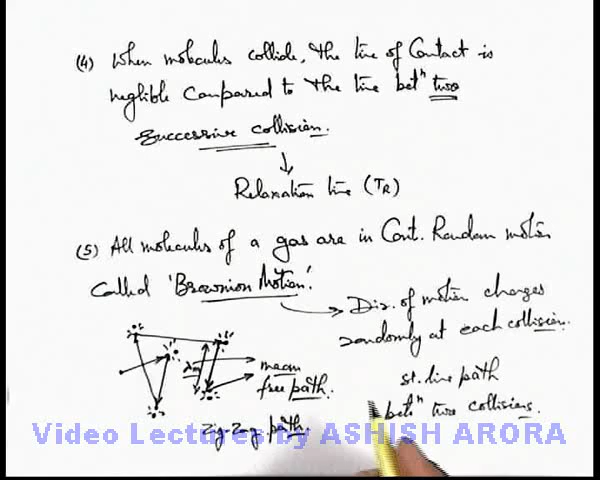 (4) When molecules collide, the time of Contact is
neglible Compared to the time betⁿ two
successive collision.
Relaxation time (TR)
(5) All molecules of a gas are in Cont. Random motion
Called 'Brownion Motion'.
Dir. of motion changes
randomly at each collision.
λm
mean
free path.
st. line path
betⁿ two collisions.
Zig-Zag path.
Video Lectures by ASHISH ARORA